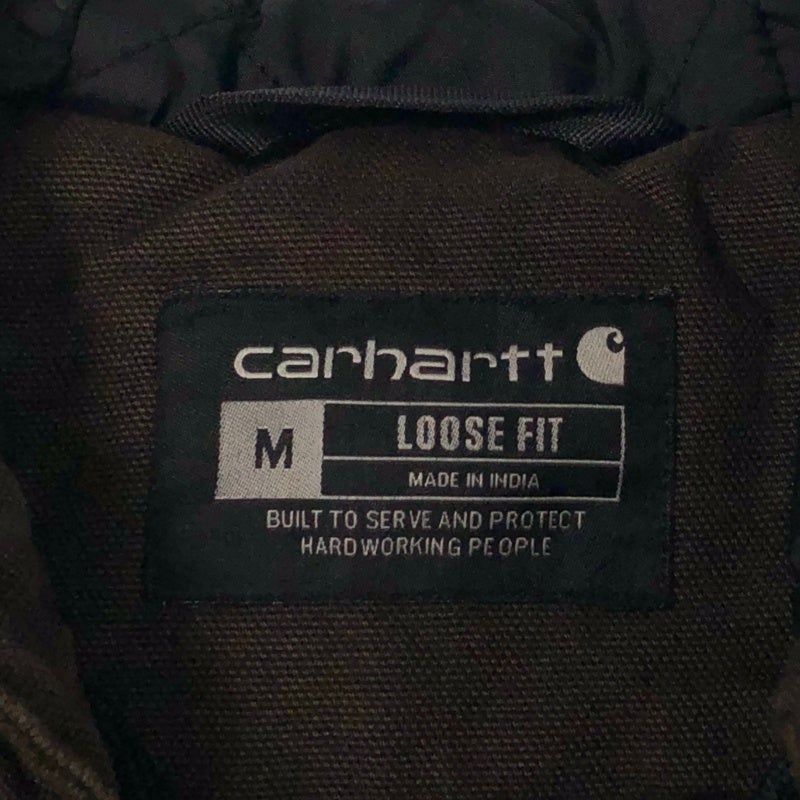 carhartt
M
LOOSE FIT
MADE IN INDIA
BUILT TO SERVE AND PROTECT
HARDWORKING PEOPLE